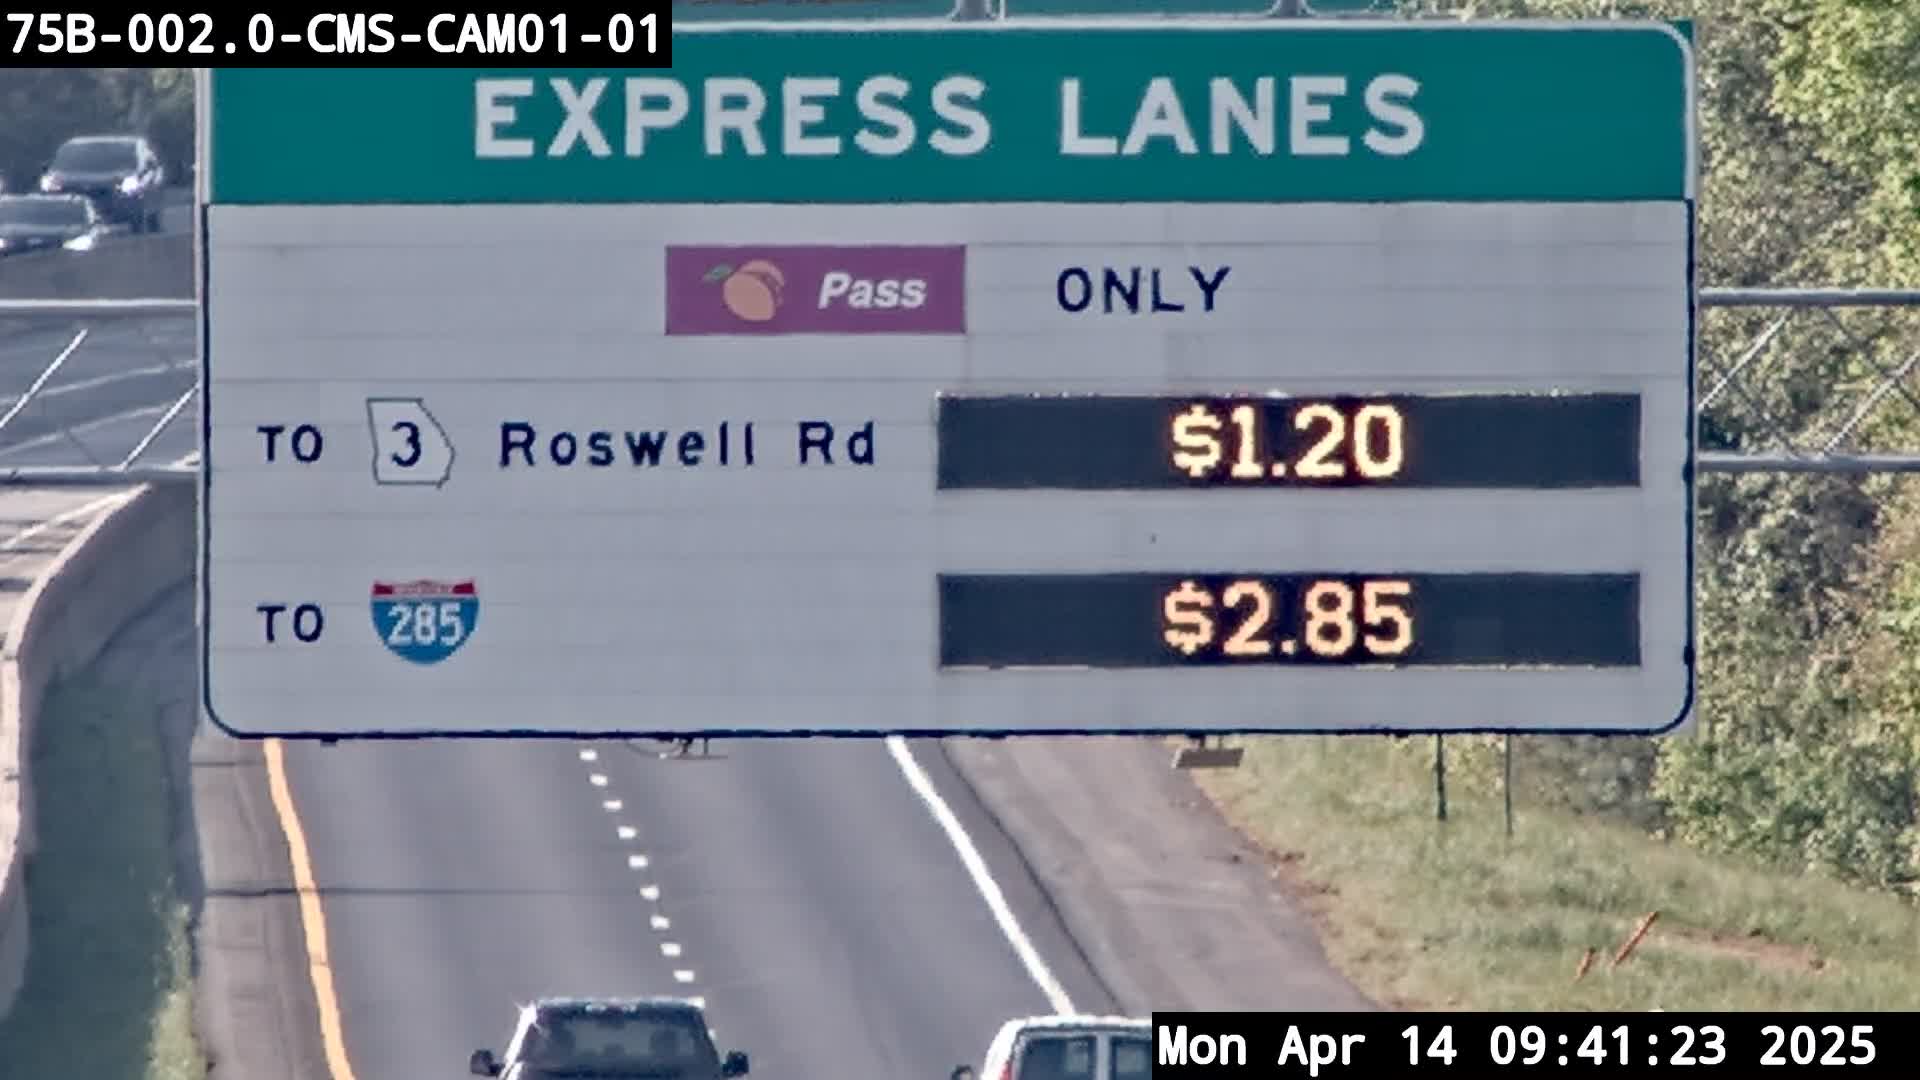 75B-002.0-CMS-CAM01-01
EXPRESS LANES
Pass ONLY
TO 3 Roswell Rd $1.20
TO 285 $2.85
Mon Apr 14 09:41:23 2025